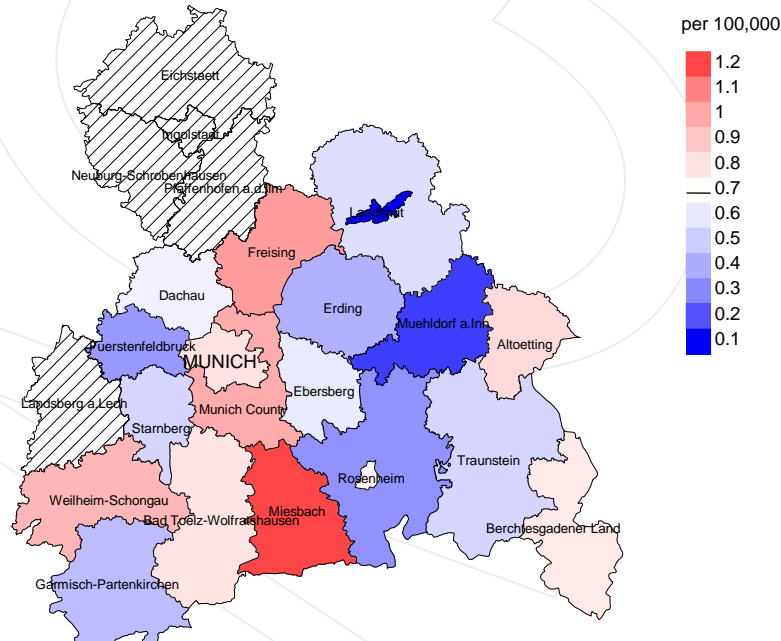 per 100,000
1.2
1.1
1
0.9
0.8
0.7
0.6
0.5
0.4
0.3
0.2
0.1
Eichstaett
Ingolstadt
Neuburg-Schrobenhausen
Pfaffenhofen a.d.Ilm
Landshut
Freising
Dachau
Erding
Muehldorf a.Inn
Fuerstenfeldbruck
Altoetting
MUNICH
Ebersberg
Landsberg a.Lech
Munich County
Starnberg
Traunstein
Rosenheim
Weilheim-Schongau
Miesbach
Bad Toelz-Wolfratshausen
Berchtesgadener Land
Garmisch-Partenkirchen